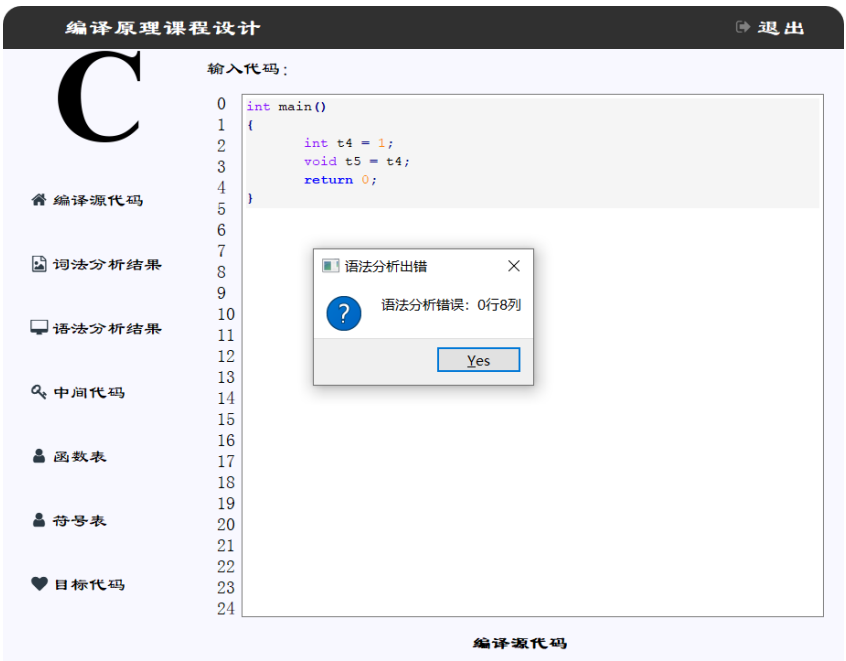 编译原理课程设计
退出
C
输入代码：
编译源代码
词法分析结果
语法分析结果
中间代码
函数表
符号表
目标代码
0
1
2
3
4
5
6
7
8
9
10
11
12
13
14
15
16
17
18
19
20
21
22
23
24
int main()
{
int t4 = 1;
void t5 = t4;
return 0;
}
语法分析出错
?
语法分析错误：0行8列
Yes
编译源代码